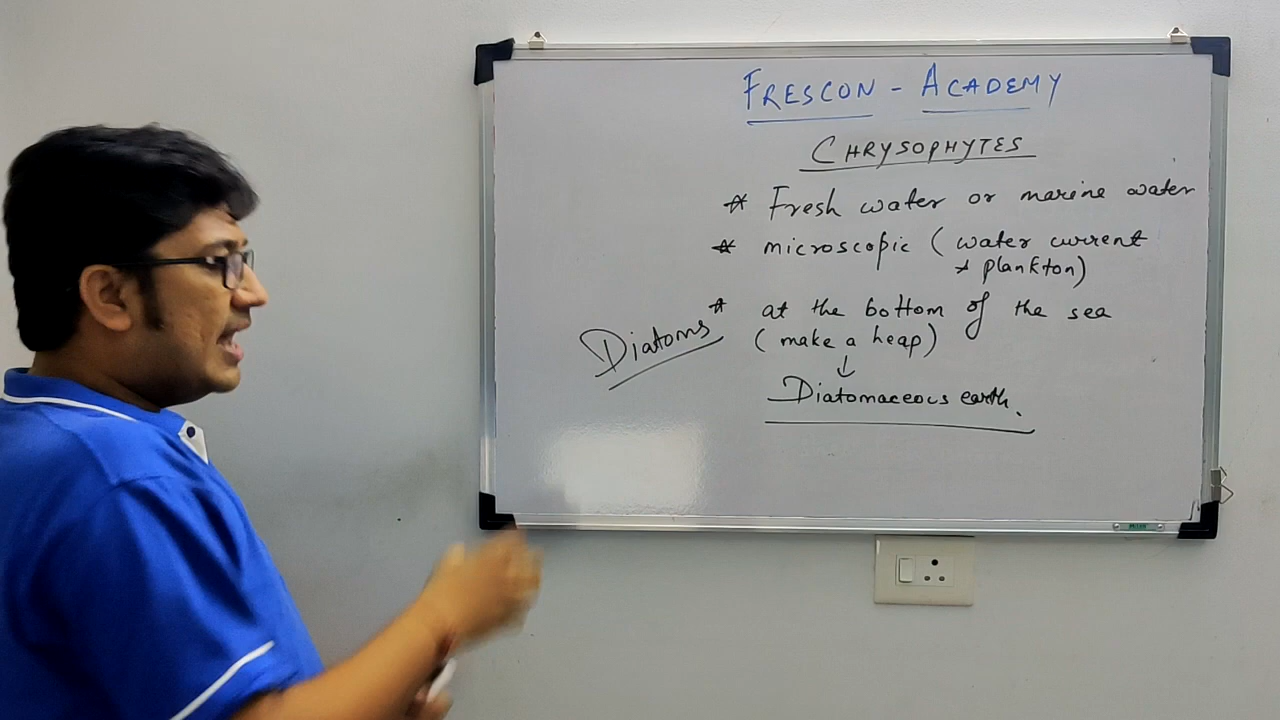 FRESCON - ACADEMY
CHRYSOPHYTES
* Fresh water or marine water
* microscopic (water current
+ plankton)
* at the bottom of the sea
(make a heap)
Diatoms
↓
Diatomaceous earth.